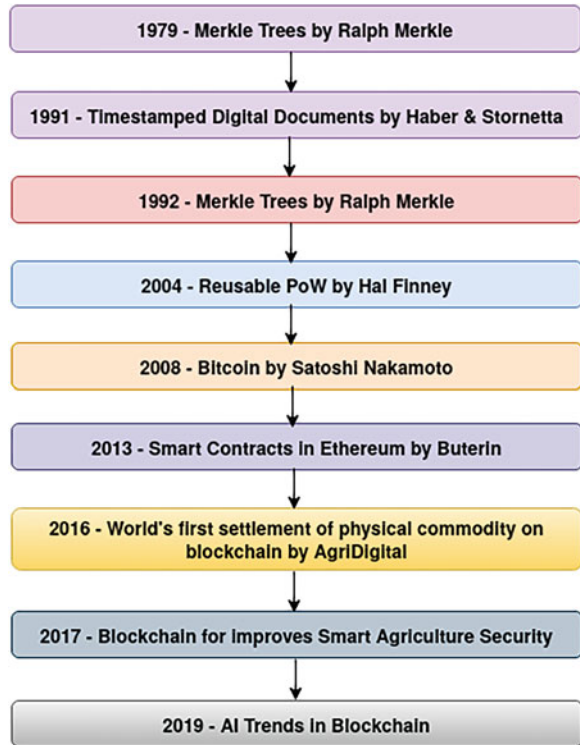 1979 - Merkle Trees by Ralph Merkle
1991 - Timestamped Digital Documents by Haber & Stornetta
1992 - Merkle Trees by Ralph Merkle
2004 - Reusable PoW by Hal Finney
2008 - Bitcoin by Satoshi Nakamoto
2013 - Smart Contracts in Ethereum by Buterin
2016 - World's first settlement of physical commodity on
blockchain by AgriDigital
2017 - Blockchain for improves Smart Agriculture Security
2019 - AI Trends in Blockchain